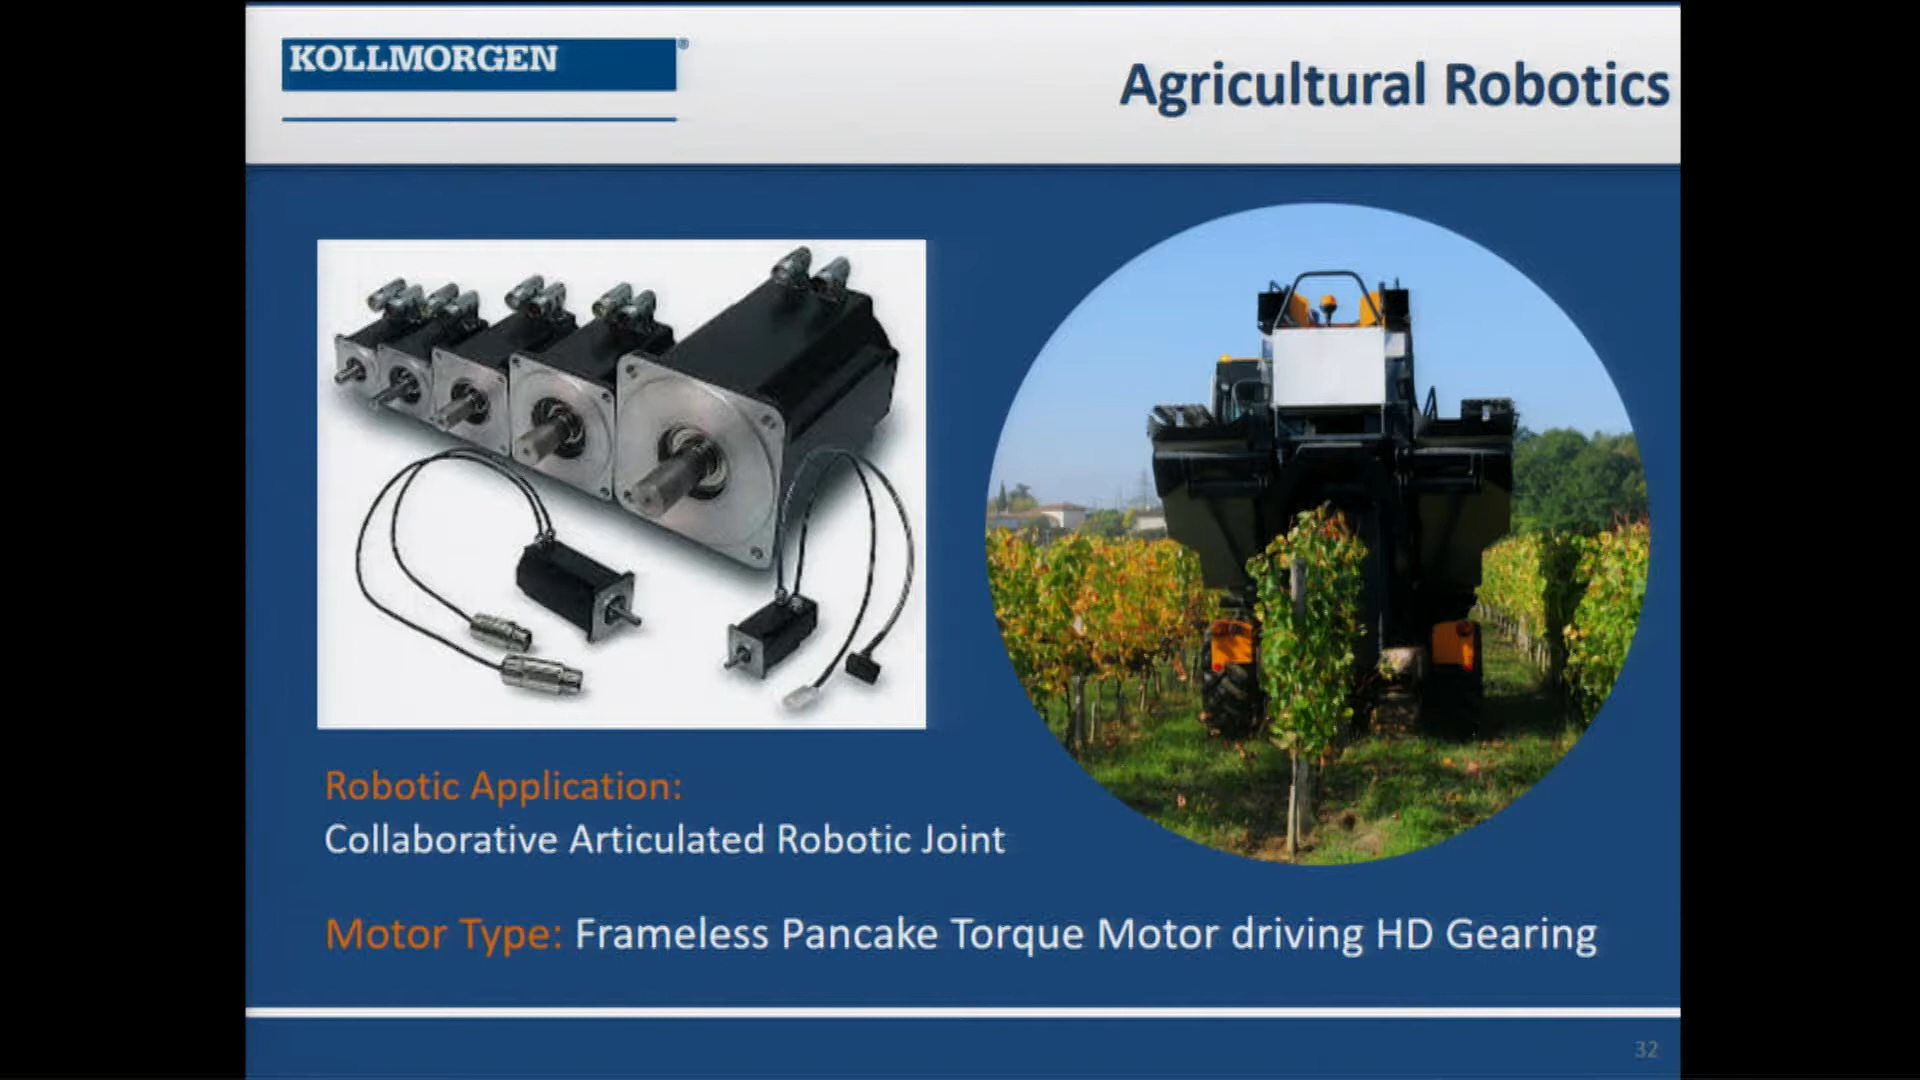 KOLLMORGEN®
Agricultural Robotics
Robotic Application:
Collaborative Articulated Robotic Joint
Motor Type: Frameless Pancake Torque Motor driving HD Gearing
32